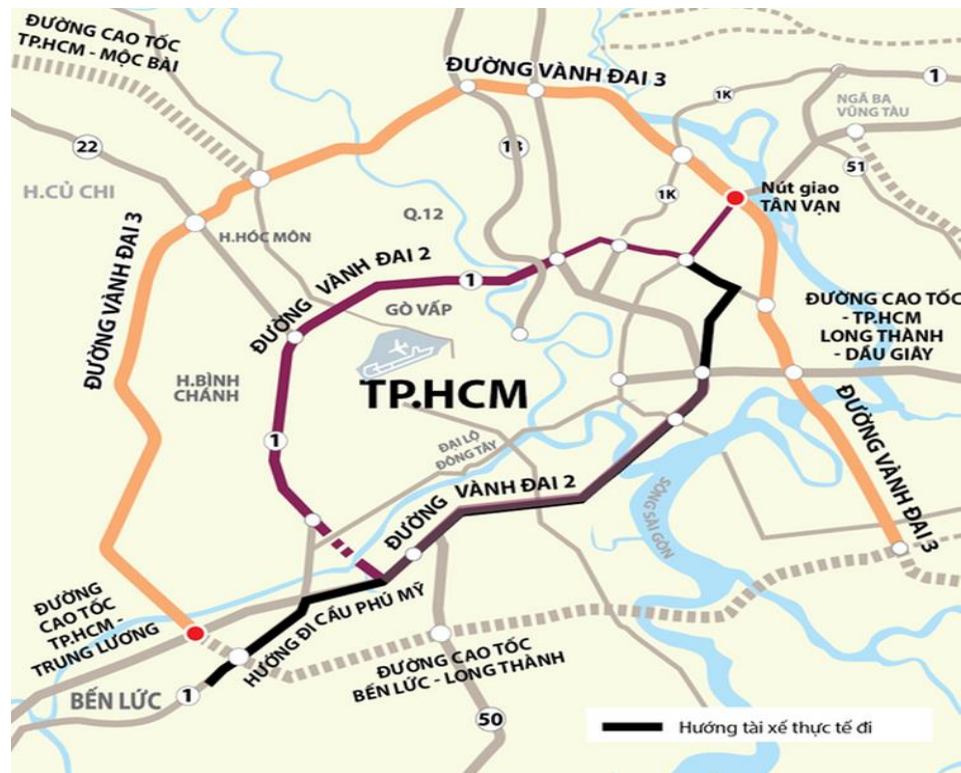 ĐƯỜNG CAO TỐC
TP.HCM - MỘC BÀI
ĐƯỜNG VÀNH ĐAI 3
1
1K
NGÃ BA
VŨNG TÀU
22
13
51
H.CỦ CHI
1K
Nút giao
TÂN VẠN
Q.12
H.HÓC MÔN
ĐƯỜNG VÀNH ĐAI 3
ĐƯỜNG VÀNH ĐAI 2
1
GÒ VẤP
ĐƯỜNG CAO TỐC
- TP.HCM
LONG THÀNH
- DẦU GIÂY
H.BÌNH
CHÁNH
TP.HCM
1
ĐẠI LỘ
ĐÔNG TÂY
ĐƯỜNG VÀNH ĐAI 2
SÔNG SÀI GÒN
ĐƯỜNG VÀNH ĐAI 3
ĐƯỜNG
CAO TỐC
TP.HCM -
TRUNG LƯƠNG
HƯỚNG ĐI CẦU PHÚ MỸ
ĐƯỜNG CAO TỐC
BẾN LỨC - LONG THÀNH
BẾN LỨC
1
50
Hướng tài xế thực tế đi